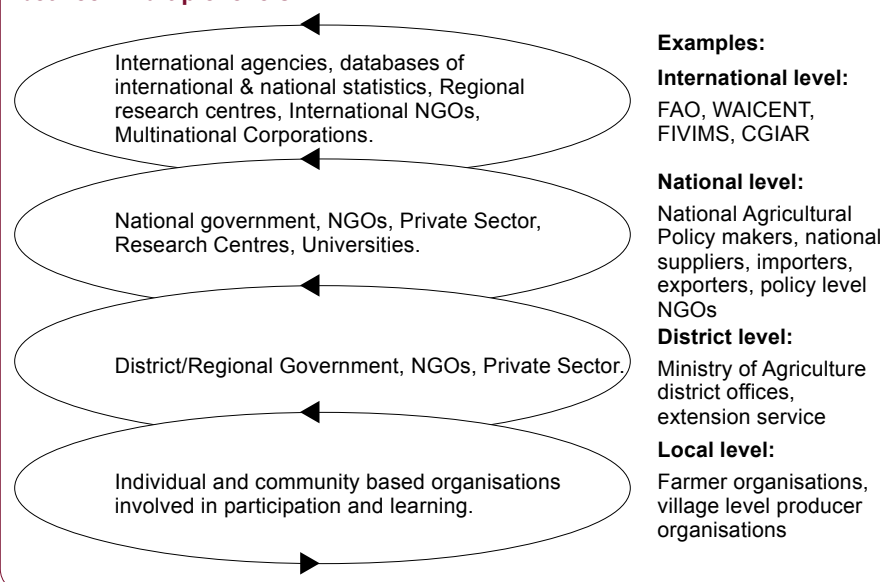 International agencies, databases of
international & national statistics, Regional
research centres, International NGOs,
Multinational Corporations.
National government, NGOs, Private Sector,
Research Centres, Universities.
District/Regional Government, NGOs, Private Sector.
Individual and community based organisations
involved in participation and learning.
Examples:
International level:
FAO, WAICENT,
FIVIMS, CGIAR
National level:
National Agricultural
Policy makers, national
suppliers, importers,
exporters, policy level
NGOs
District level:
Ministry of Agriculture
district offices,
extension service
Local level:
Farmer organisations,
village level producer
organisations